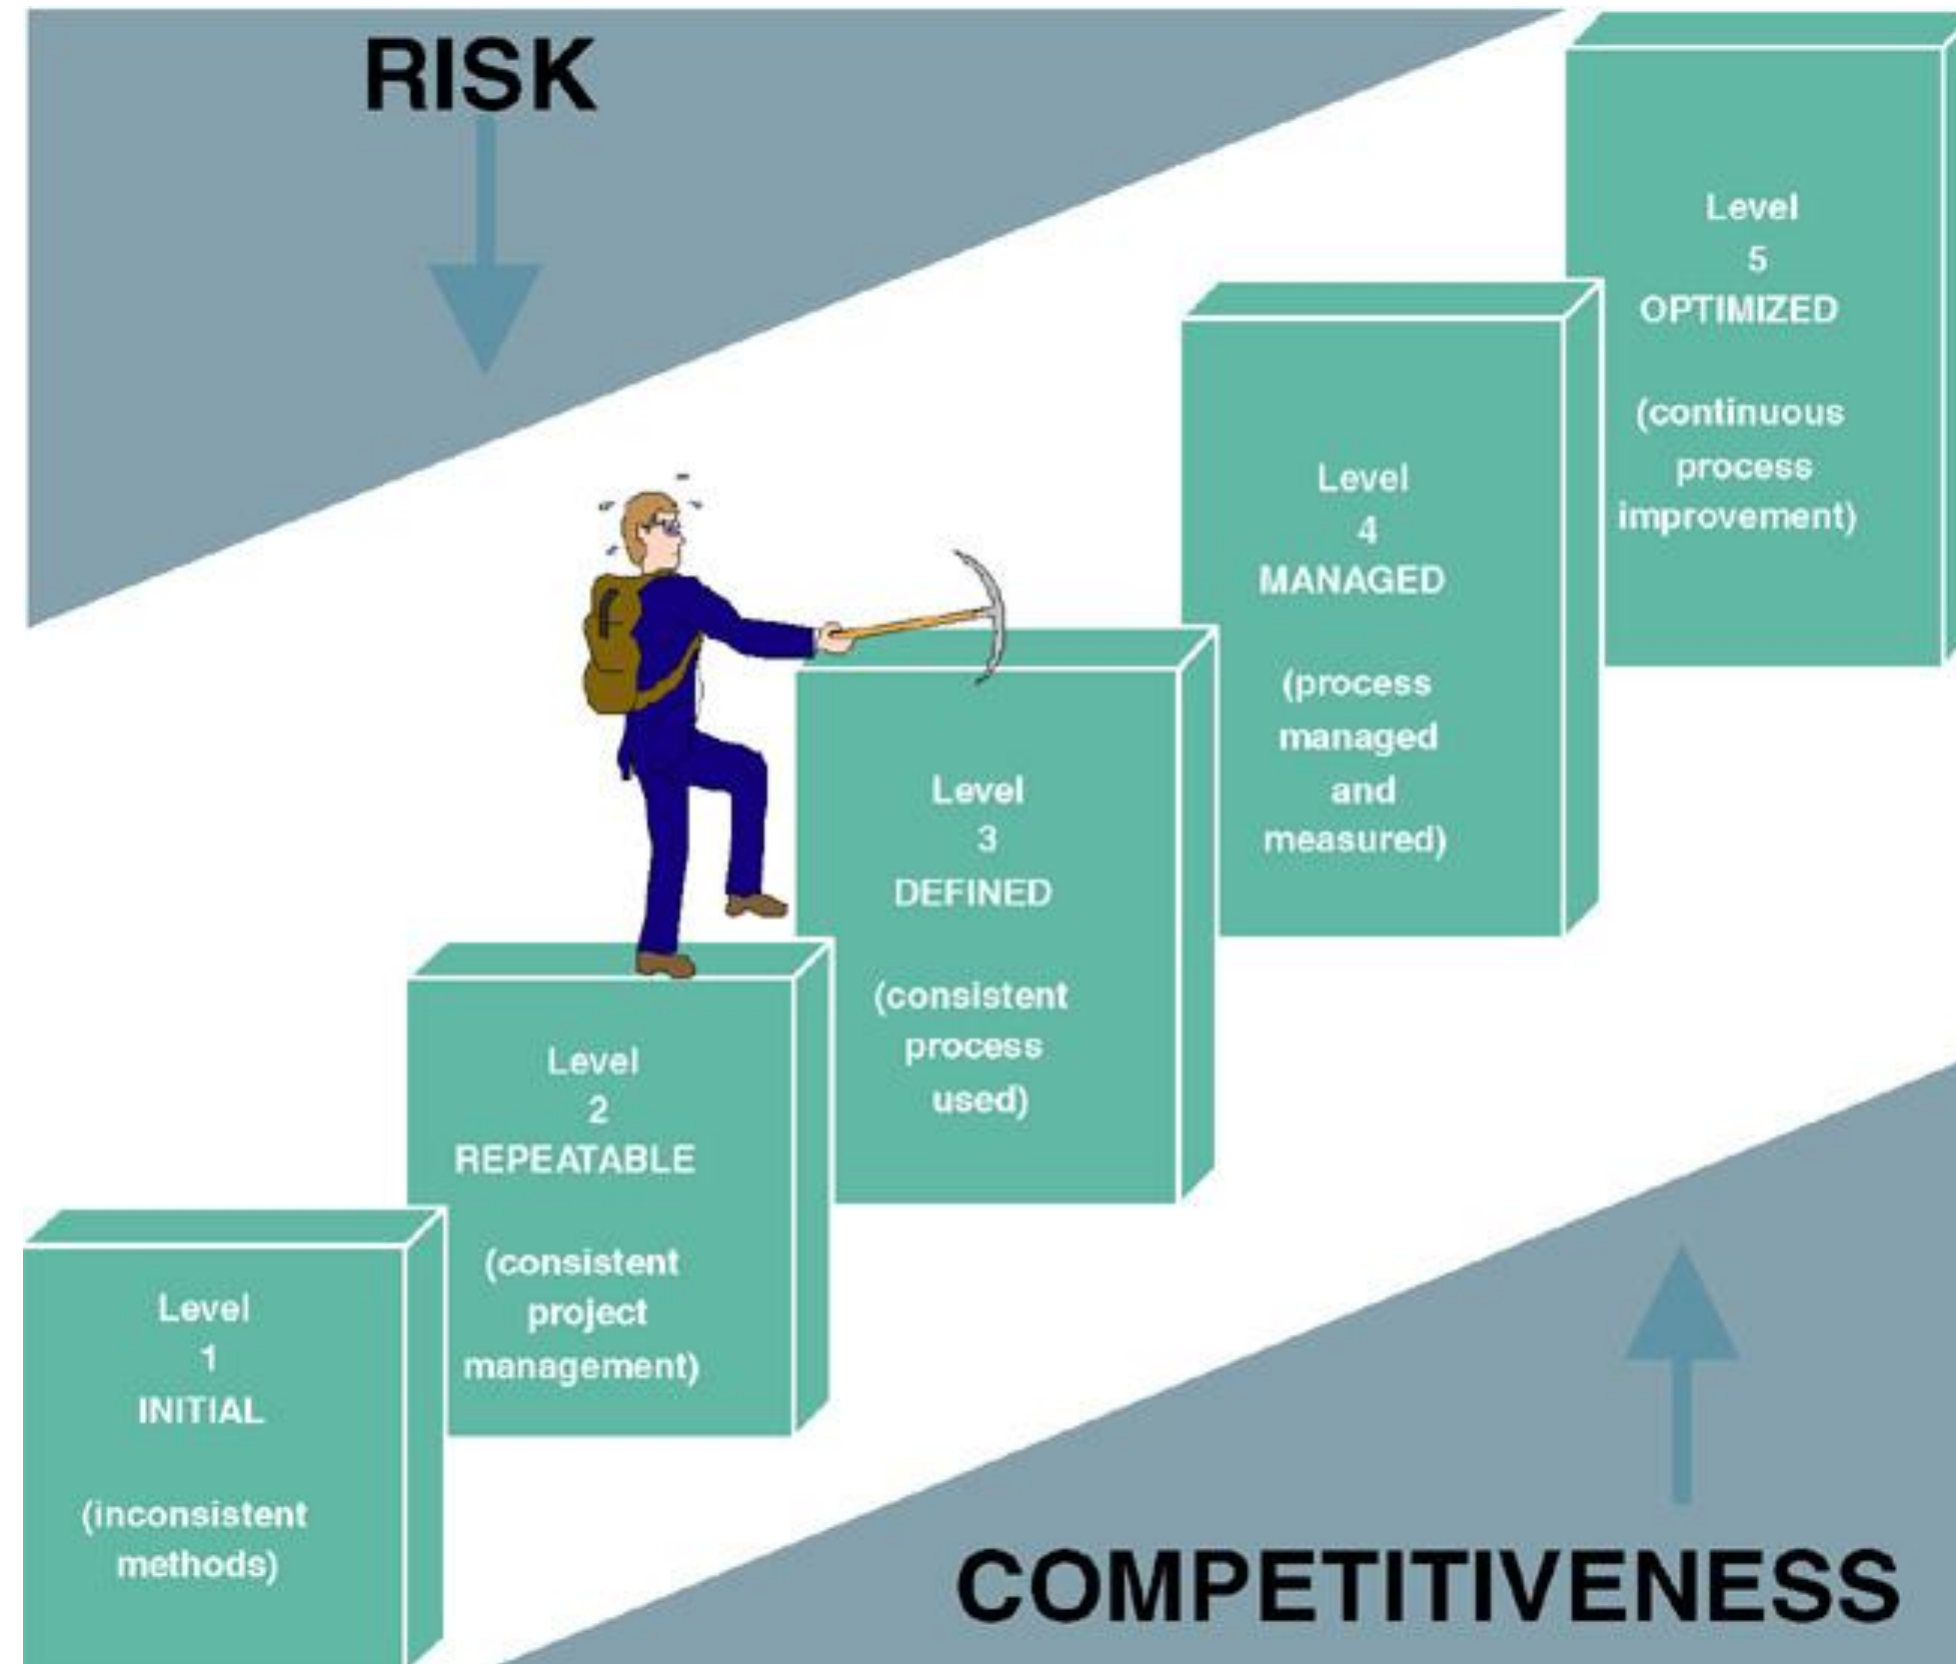 RISK
Level
5
OPTIMIZED
(continuous
process
improvement)
Level
4
MANAGED
(process
managed
and
measured)
Level
3
DEFINED
(consistent
process
used)
Level
2
REPEATABLE
(consistent
project
management)
Level
1
INITIAL
(inconsistent
methods)
COMPETITIVENESS